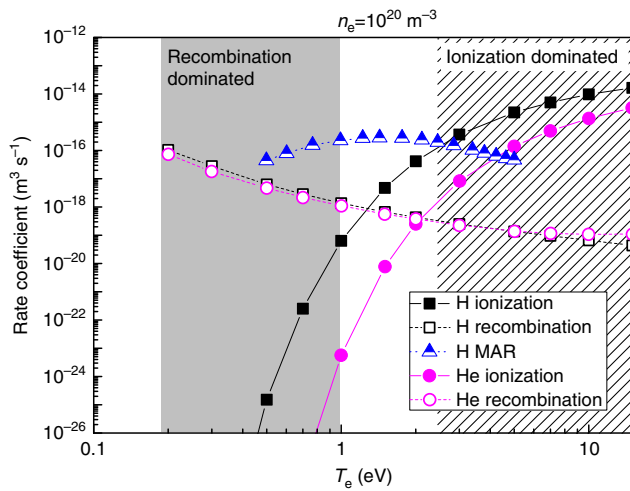 nₑ=10²⁰ m⁻³
Recombination
dominated
Ionization dominated
Rate coefficient (m³ s⁻¹)
10⁻¹²
10⁻¹⁴
10⁻¹⁶
10⁻¹⁸
10⁻²⁰
10⁻²²
10⁻²⁴
10⁻²⁶
H ionization
H recombination
H MAR
He ionization
He recombination
0.1
1
10
Tₑ (eV)